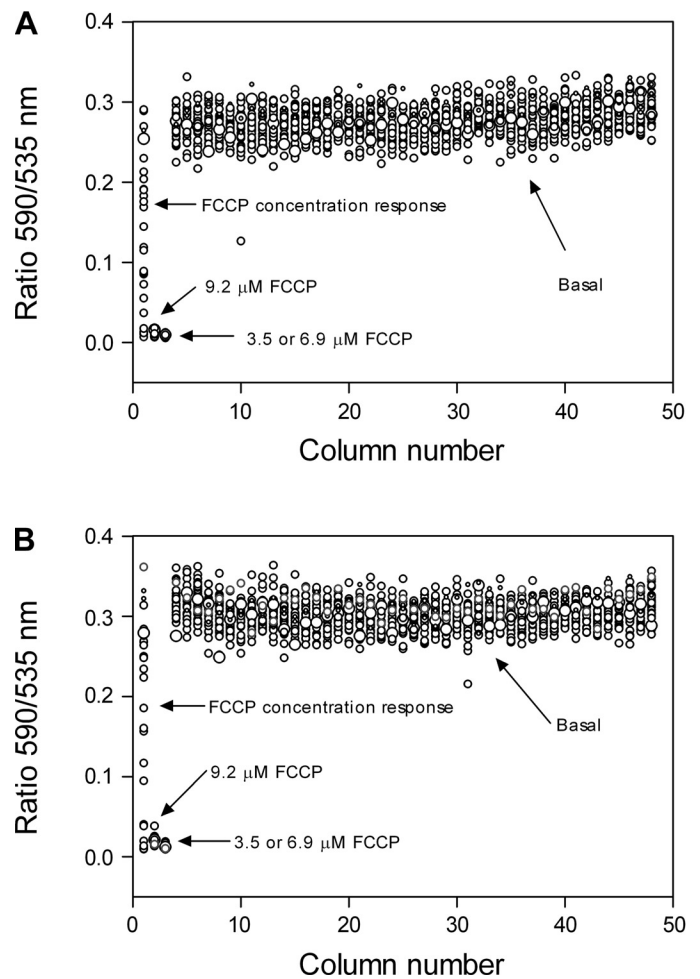 A
0.4
0.3
0.2
0.1
0.0
Ratio 590/535 nm
FCCP concentration response
9.2 µM FCCP
3.5 or 6.9 µM FCCP
Basal
0 10 20 30 40 50
Column number
B
0.4
0.3
0.2
0.1
0.0
Ratio 590/535 nm
FCCP concentration response
Basal
9.2 µM FCCP
3.5 or 6.9 µM FCCP
0 10 20 30 40 50
Column number